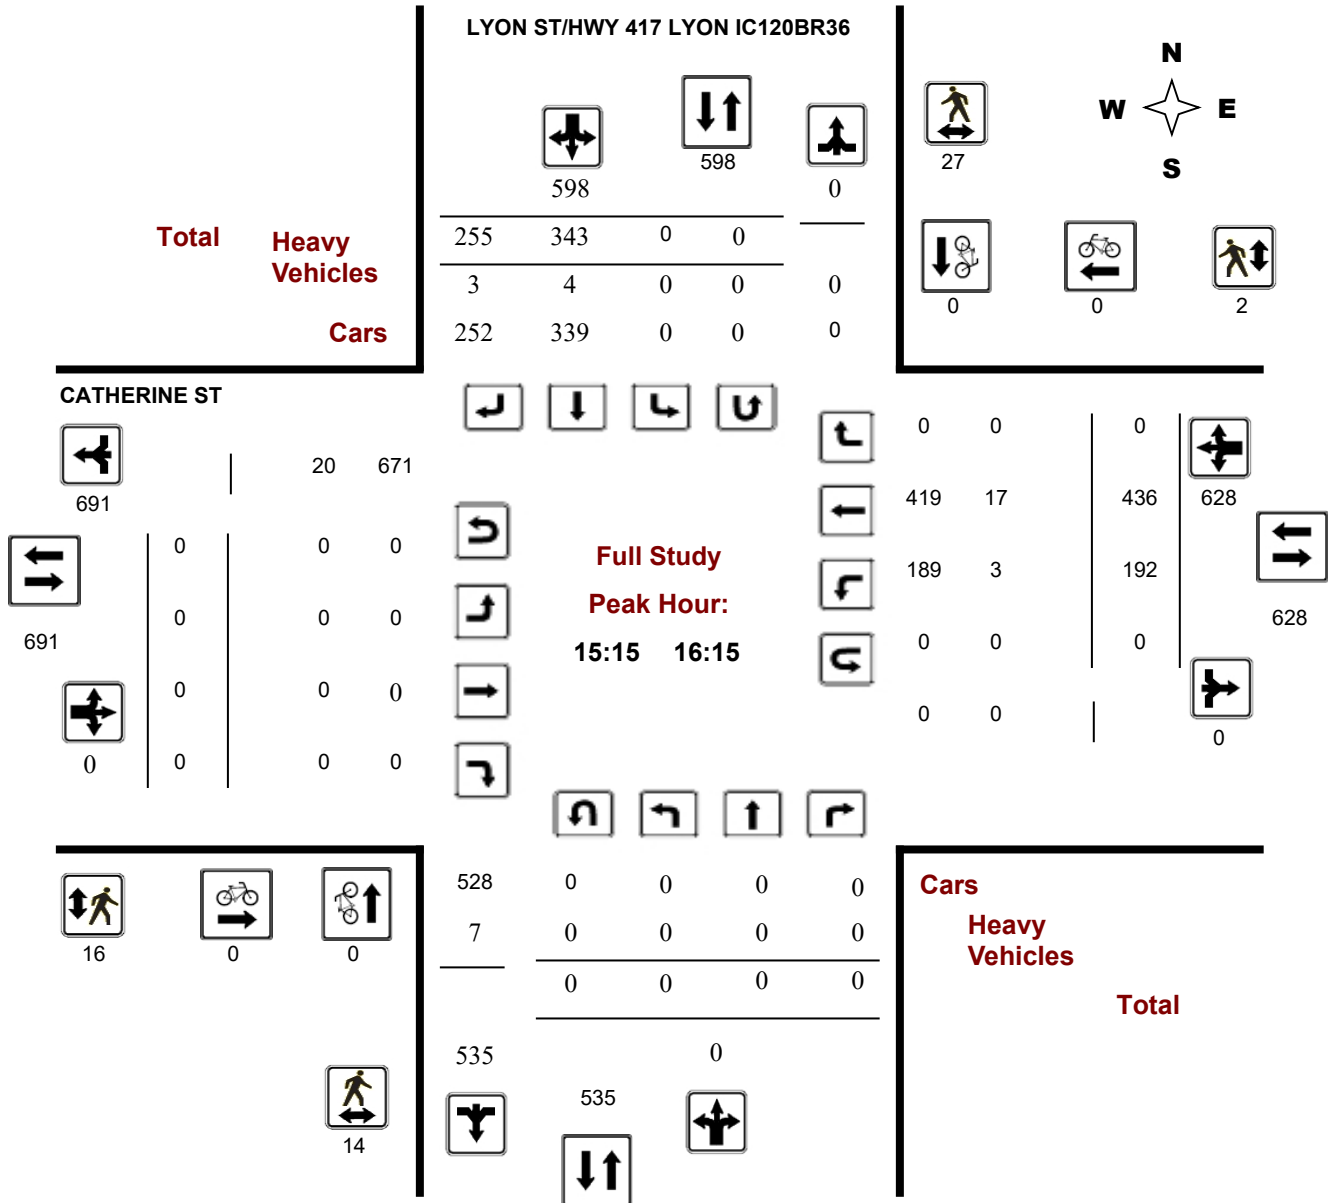 LYON ST/HWY 417 LYON IC120BR36
N
W E
S
598
598
0
27
Total
Heavy
Vehicles
Cars
255 343 0 0
3 4 0 0 0
252 339 0 0 0
0 0 2
CATHERINE ST
20 671
691
0 0 0
0 0 0
691
0 0 0
0
0 0 0
Full Study
Peak Hour:
15:15 16:15
0 0 0
419 17 436 628
189 3 192
628
0 0 0
0 0
0
16 0 0
528 0 0 0 0
7 0 0 0 0
0 0 0 0
535 0
535
14
Cars
Heavy
Vehicles
Total